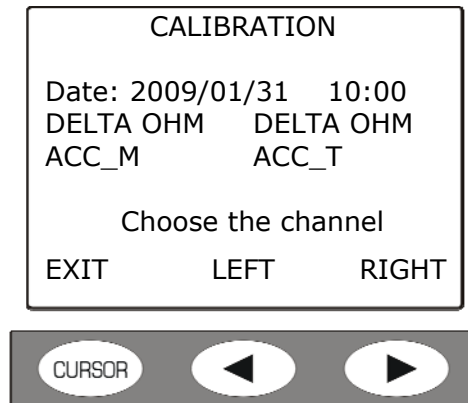 CALIBRATION
Date: 2009/01/31 10:00
DELTA OHM DELTA OHM
ACC_M ACC_T
Choose the channel
EXIT LEFT RIGHT
CURSOR